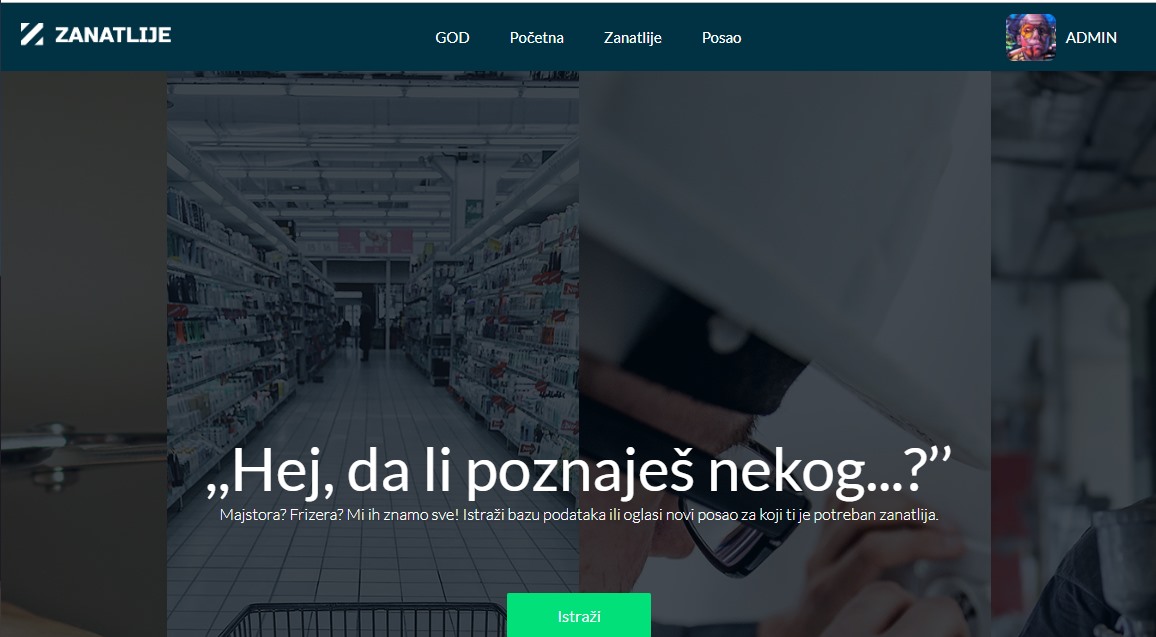 ZANATLIJE
GOD Početna Zanatlije Posao
ADMIN
„Hej, da li poznaješ nekog...?”
Majstora? Frizera? Mi ih znamo sve! Istraži bazu podataka ili oglasi novi posao za koji ti je potreban zanatlija.
Istraži